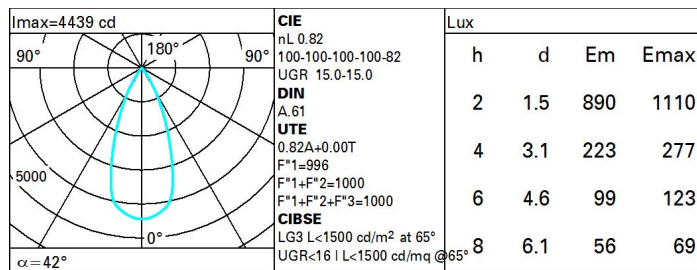 Imax=4439 cd
90°
180°
90°
5000
0°
α=42°
CIE
nL 0.82
100-100-100-100-82
UGR 15.0-15.0
DIN
A.61
UTE
0.82A+0.00T
F"1=996
F"1+F"2=1000
F"1+F"2+F"3=1000
CIBSE
LG3 L<1500 cd/m² at 65°
UGR<16 | L<1500 cd/mq @65°
Lux
h d Em Emax
2 1.5 890 1110
4 3.1 223 277
6 4.6 99 123
8 6.1 56 69